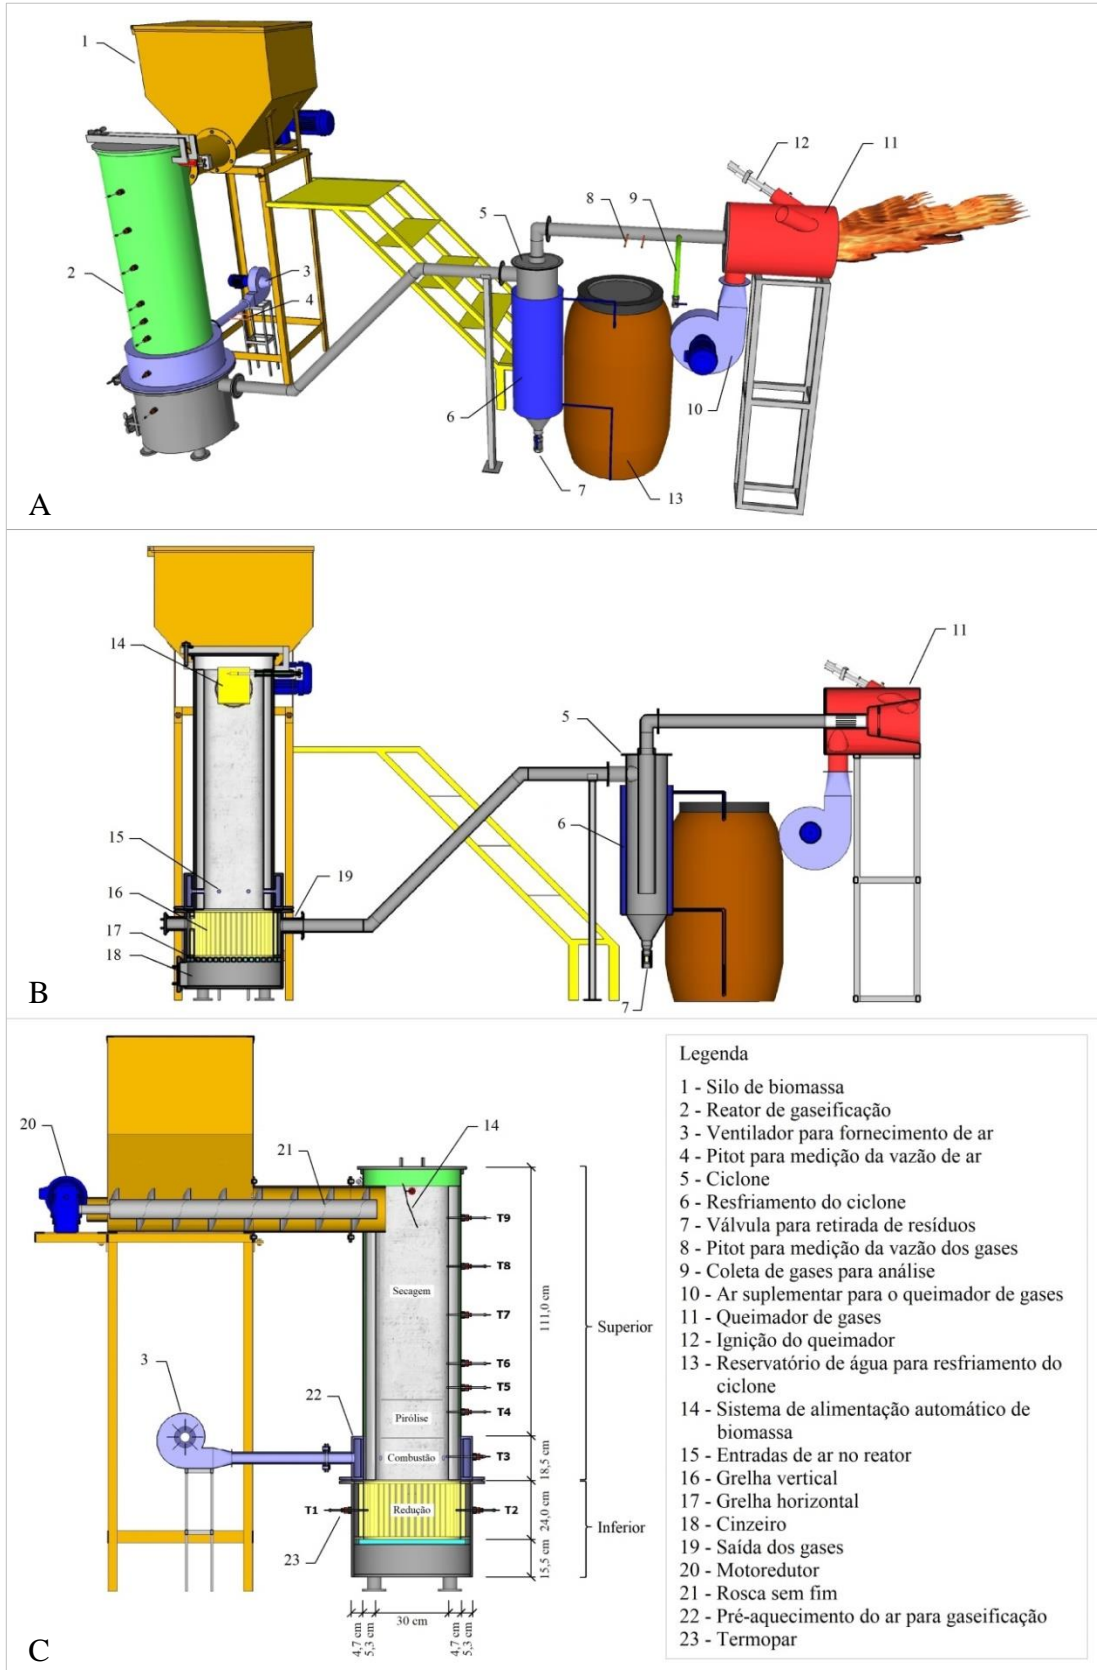 1
2
3
4
5
6
7
8
9
10
11
12
13
A
14
15
16
17
18
19
5
6
7
11
B
20
21
14
3
22
23
T9
T8
T7
T6
T5
T4
T3
T1
T2
Secagem
Pirólise
Combustão
Redução
111,0 cm
18,5 cm
24,0 cm
15,5 cm
Superior
Inferior
4,7 cm
5,3 cm
30 cm
4,7 cm
5,3 cm
C
Legenda
1 - Silo de biomassa
2 - Reator de gaseificação
3 - Ventilador para fornecimento de ar
4 - Pitot para medição da vazão de ar
5 - Ciclone
6 - Resfriamento do ciclone
7 - Válvula para retirada de resíduos
8 - Pitot para medição da vazão dos gases
9 - Coleta de gases para análise
10 - Ar suplementar para o queimador de gases
11 - Queimador de gases
12 - Ignição do queimador
13 - Reservatório de água para resfriamento do
ciclone
14 - Sistema de alimentação automático de
biomassa
15 - Entradas de ar no reator
16 - Grelha vertical
17 - Grelha horizontal
18 - Cinzeiro
19 - Saída dos gases
20 - Motoredutor
21 - Rosca sem fim
22 - Pré-aquecimento do ar para gaseificação
23 - Termopar